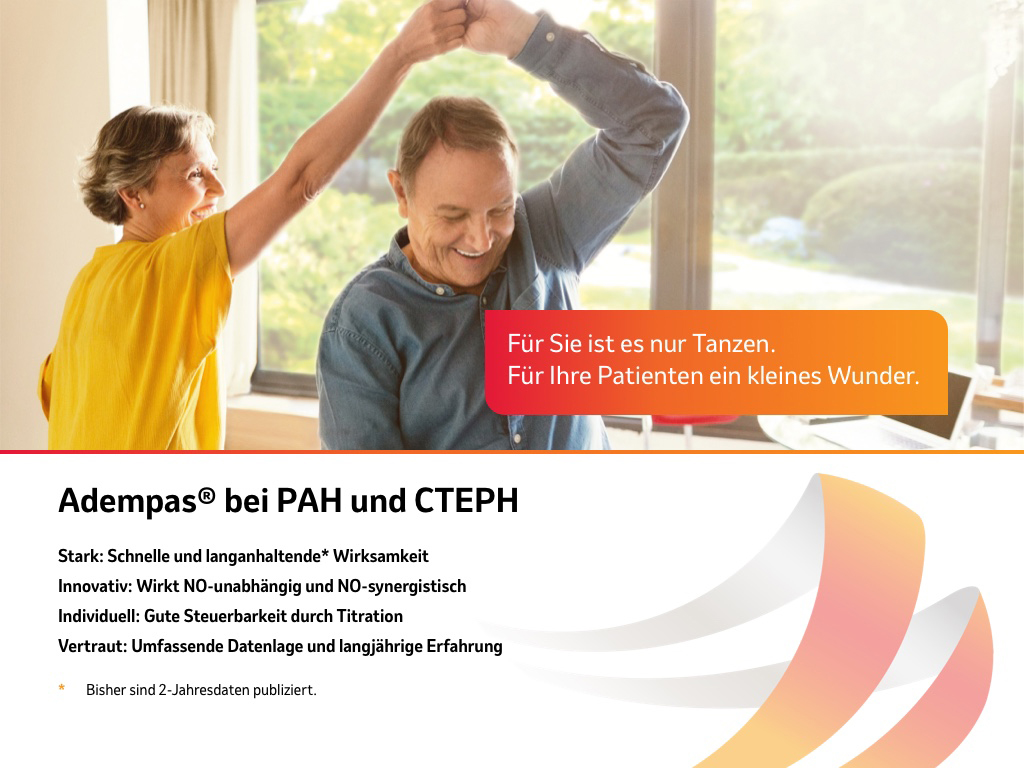 Für Sie ist es nur Tanzen.
Für Ihre Patienten ein kleines Wunder.
Adempas® bei PAH und CTEPH
Stark: Schnelle und langanhaltende* Wirksamkeit
Innovativ: Wirkt NO-unabhängig und NO-synergistisch
Individuell: Gute Steuerbarkeit durch Titration
Vertraut: Umfassende Datenlage und langjährige Erfahrung
* Bisher sind 2-Jahresdaten publiziert.